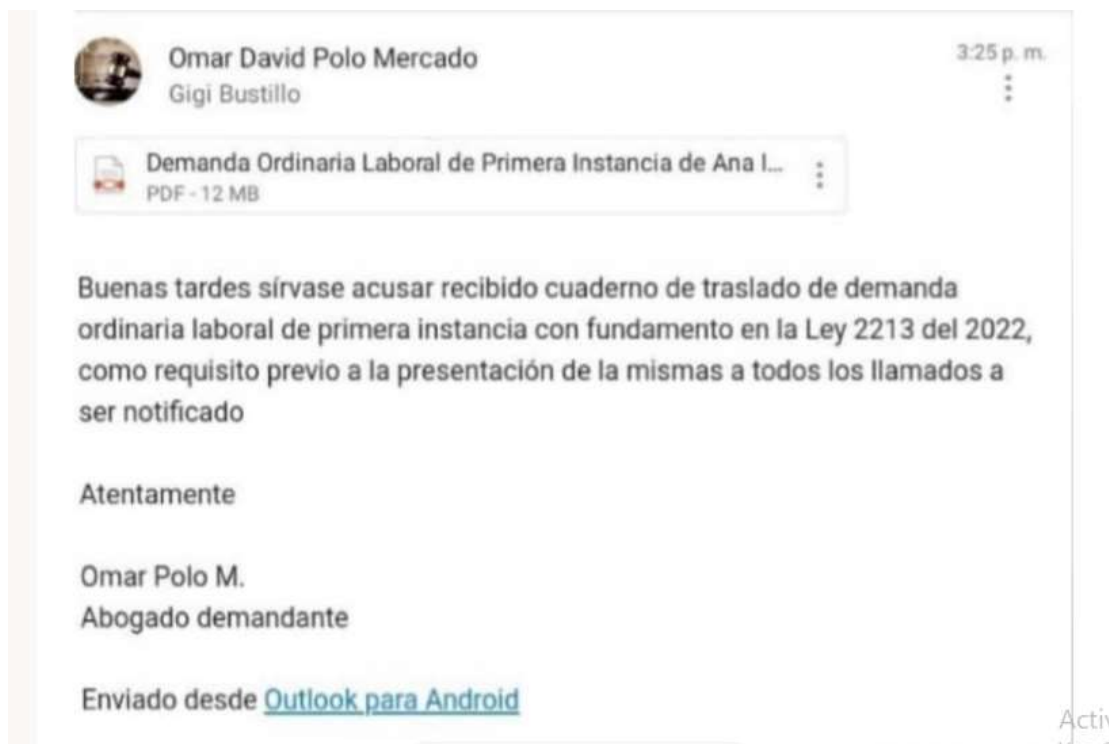 Omar David Polo Mercado
3:25 p. m.
Gigi Bustillo
Demanda Ordinaria Laboral de Primera Instancia de Ana I...
PDF - 12 MB
Buenas tardes sírvase acusar recibido cuaderno de traslado de demanda
ordinaria laboral de primera instancia con fundamento en la Ley 2213 del 2022,
como requisito previo a la presentación de la mismas a todos los llamados a
ser notificado
Atentamente
Omar Polo M.
Abogado demandante
Enviado desde Outlook para Android
Activ